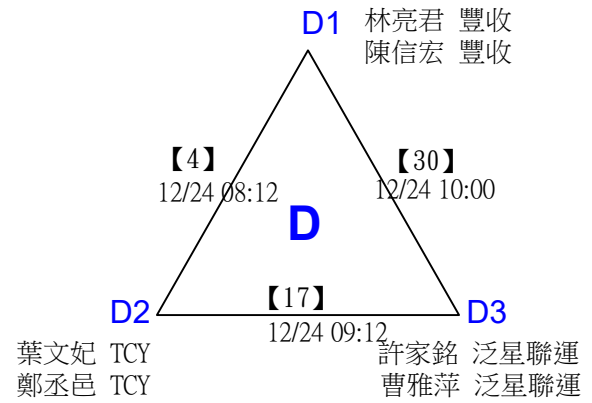 D1 林亮君 豐收
陳信宏 豐收
【4】
12/24 08:12
【30】
12/24 10:00
D
【17】
12/24 09:12
D2
葉文妃 TCY
鄭丞邑 TCY
D3
許家銘 泛星聯運
曹雅萍 泛星聯運